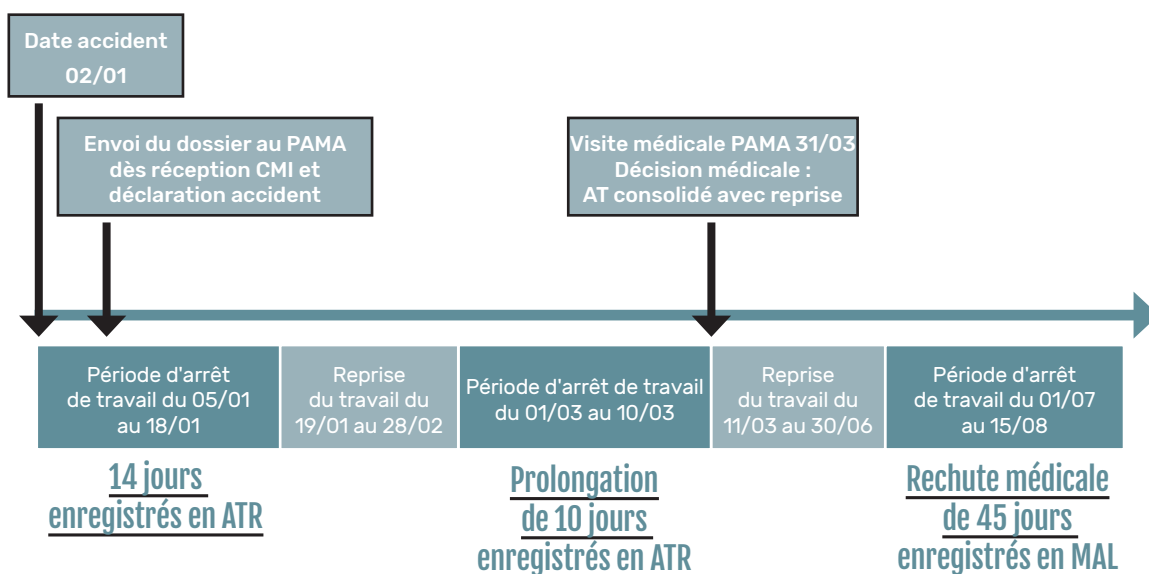 Date accident
02/01
Envoi du dossier au PAMA
dès réception CMI et
déclaration accident
Visite médicale PAMA 31/03
Décision médicale :
AT consolidé avec reprise
Période d'arrêt
de travail du 05/01
au 18/01
Reprise
du travail du
19/01 au 28/02
Période d'arrêt de travail
du 01/03 au 10/03
Reprise
du travail du
11/03 au 30/06
Période d'arrêt
de travail du 01/07
au 15/08
14 jours
enregistrés en ATR
Prolongation
de 10 jours
enregistrés en ATR
Rechute médicale
de 45 jours
enregistrés en MAL